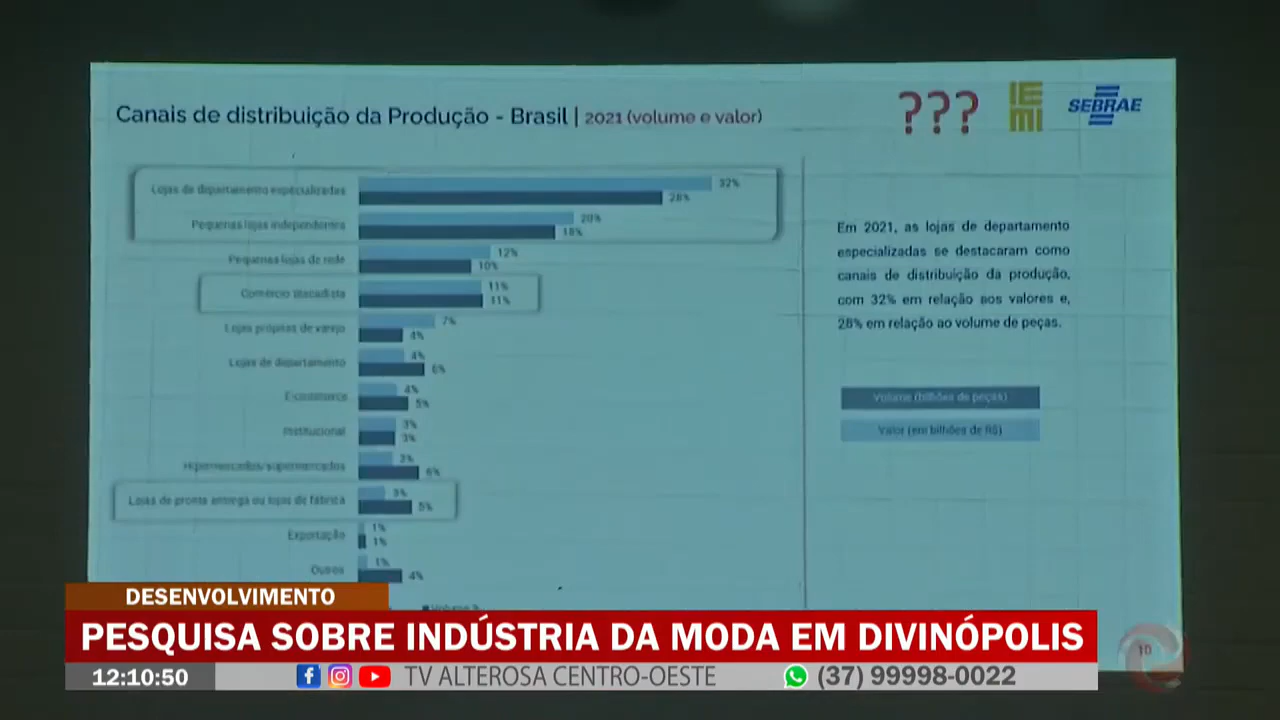 Canais de distribuição da Produção - Brasil | 2021 (volume e valor)
???
IEMI
SEBRAE
Lojas de departamento especializadas
32%
28%
Pequenas lojas independentes
20%
18%
Pequenas lojas de rede
12%
10%
Comércio atacadista
11%
11%
Lojas próprias de varejo
7%
4%
Lojas de departamento
4%
6%
E-commerce
4%
5%
Institucional
3%
3%
Hipermercados/supermercados
3%
6%
Lojas de pronta entrega ou lojas de fábrica
3%
5%
Exportação
1%
1%
Outros
1%
4%
Volume %
Em 2021, as lojas de departamento
especializadas se destacaram como
canais de distribuição da produção,
com 32% em relação aos valores e,
28% em relação ao volume de peças.
Volume (bilhões de peças)
Valor (em bilhões de R$)
10
DESENVOLVIMENTO
PESQUISA SOBRE INDÚSTRIA DA MODA EM DIVINÓPOLIS
12:10:50
TV ALTEROSA CENTRO-OESTE
(37) 99998-0022